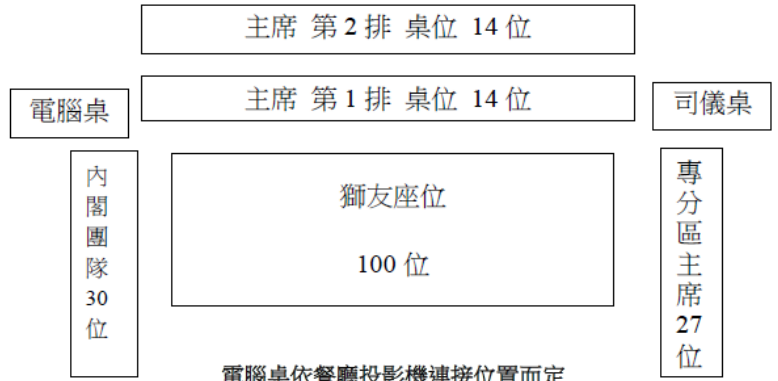 主席 第 2 排 桌位 14 位
主席 第 1 排 桌位 14 位
電腦桌
司儀桌
內閣團隊30位
獅友座位
100 位
專分區主席27位
電腦桌依餐廳投影機連接位置而定